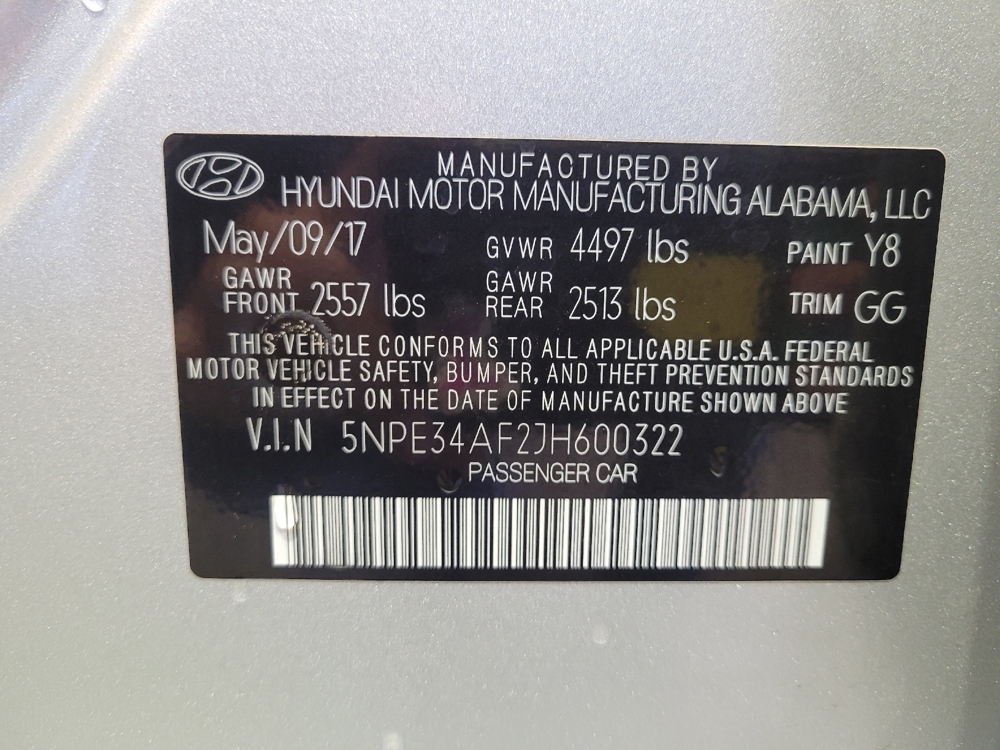 MANUFACTURED BY
HYUNDAI MOTOR MANUFACTURING ALABAMA, LLC
May/09/17 GVWR 4497 lbs PAINT Y8
GAWR FRONT 2557 lbs GAWR REAR 2513 lbs TRIM GG
THIS VEHICLE CONFORMS TO ALL APPLICABLE U.S.A. FEDERAL
MOTOR VEHICLE SAFETY, BUMPER, AND THEFT PREVENTION STANDARDS
IN EFFECT ON THE DATE OF MANUFACTURE SHOWN ABOVE
V.I.N 5NPE34AF2JH600322
PASSENGER CAR